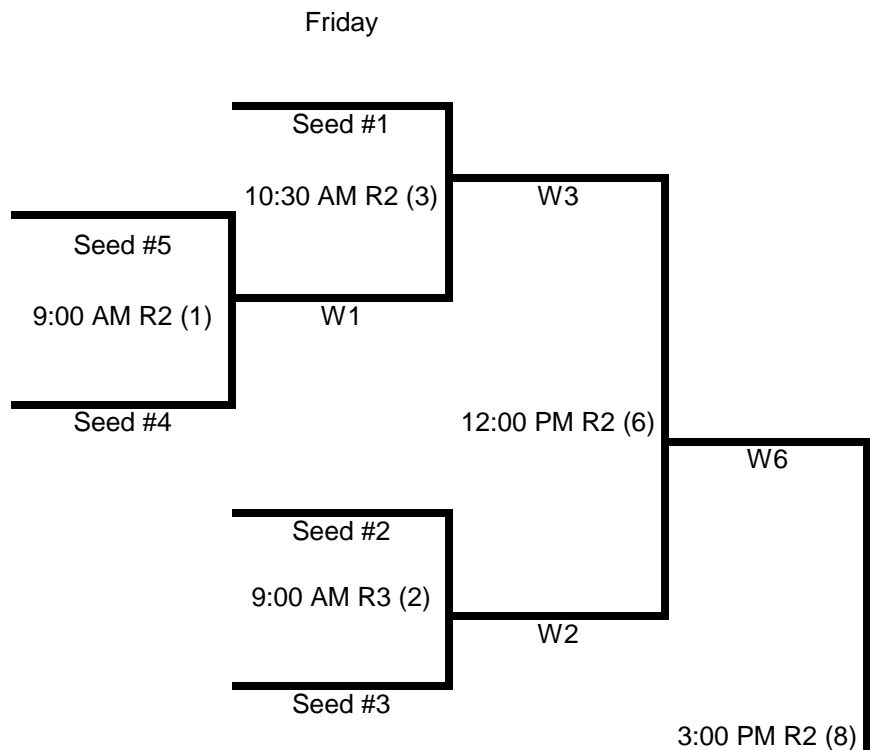 Friday
Seed #1
10:30 AM R2 (3)
W3
Seed #5
9:00 AM R2 (1)
W1
Seed #4
12:00 PM R2 (6)
W6
Seed #2
9:00 AM R3 (2)
W2
Seed #3
3:00 PM R2 (8)